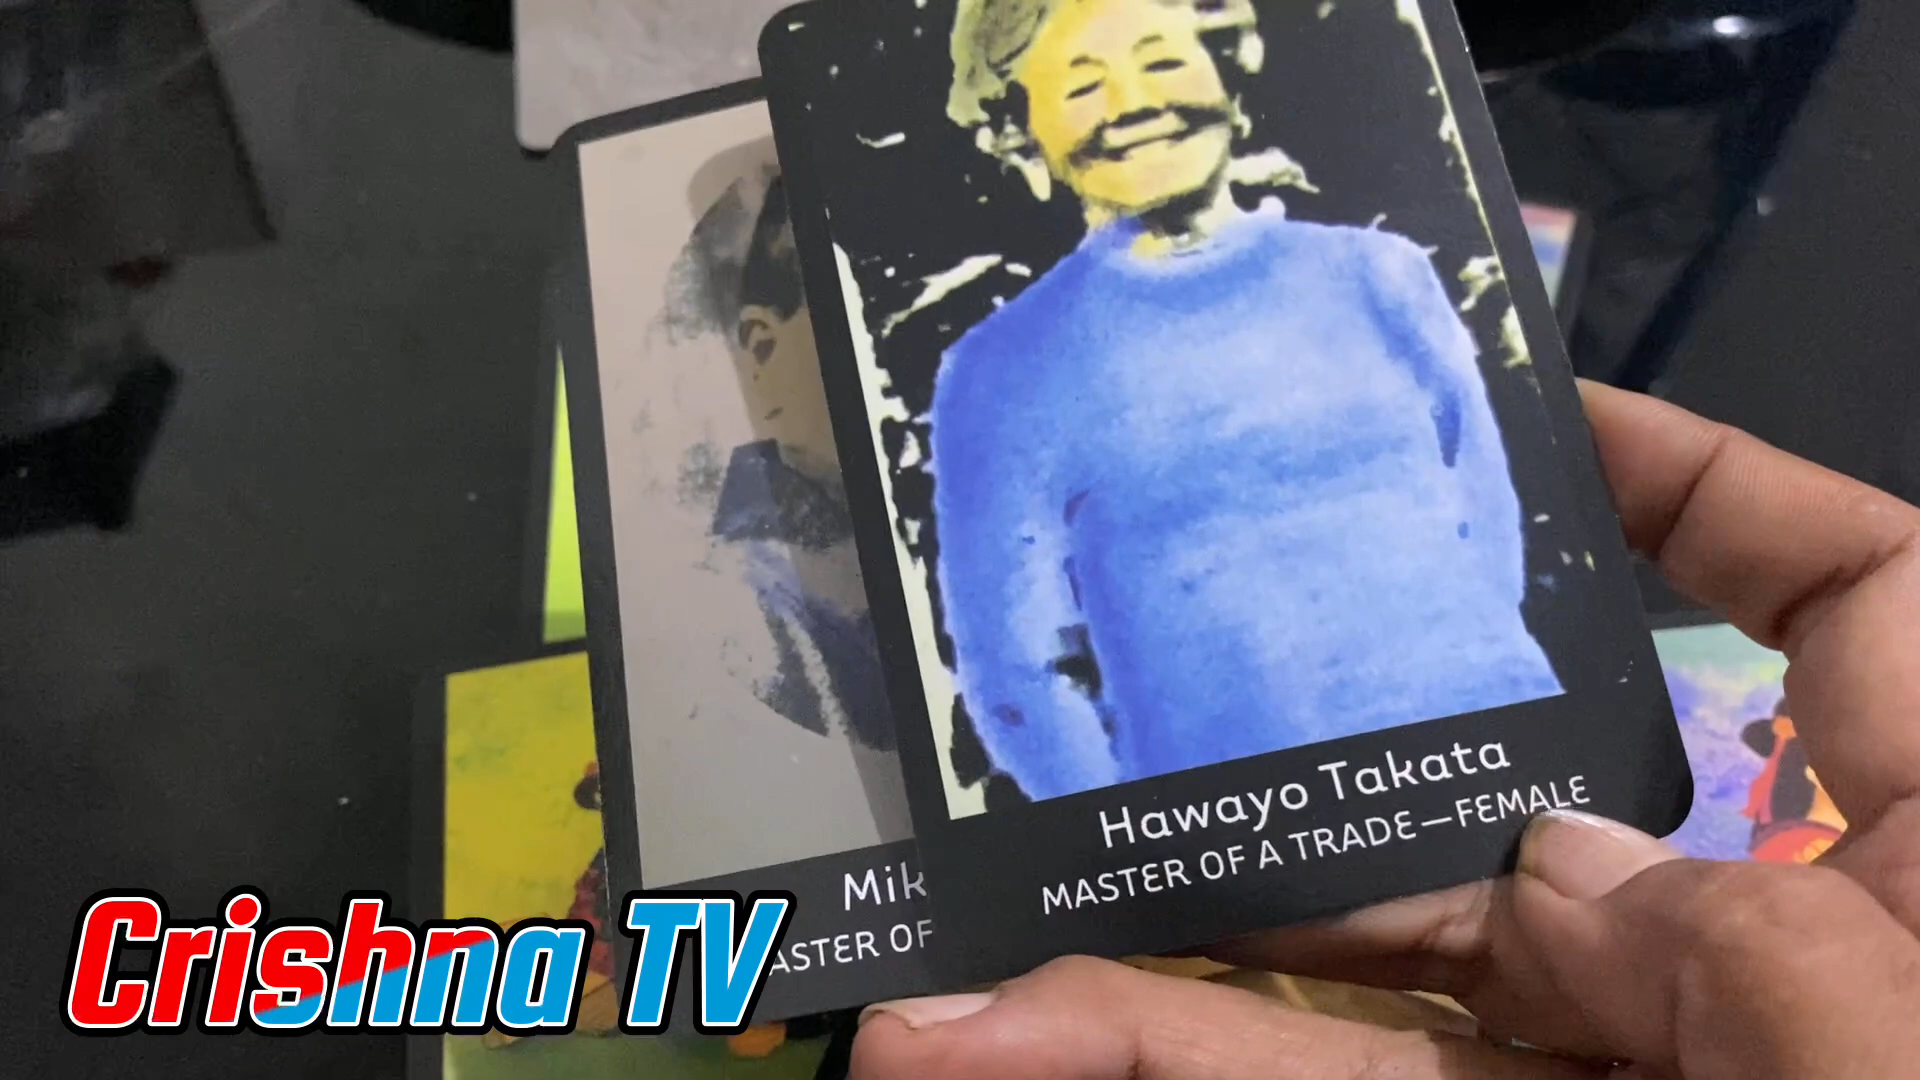 Hawayo Takata
MASTER OF A TRADE—FEMALE
Mik
ASTER OF
Crishna TV